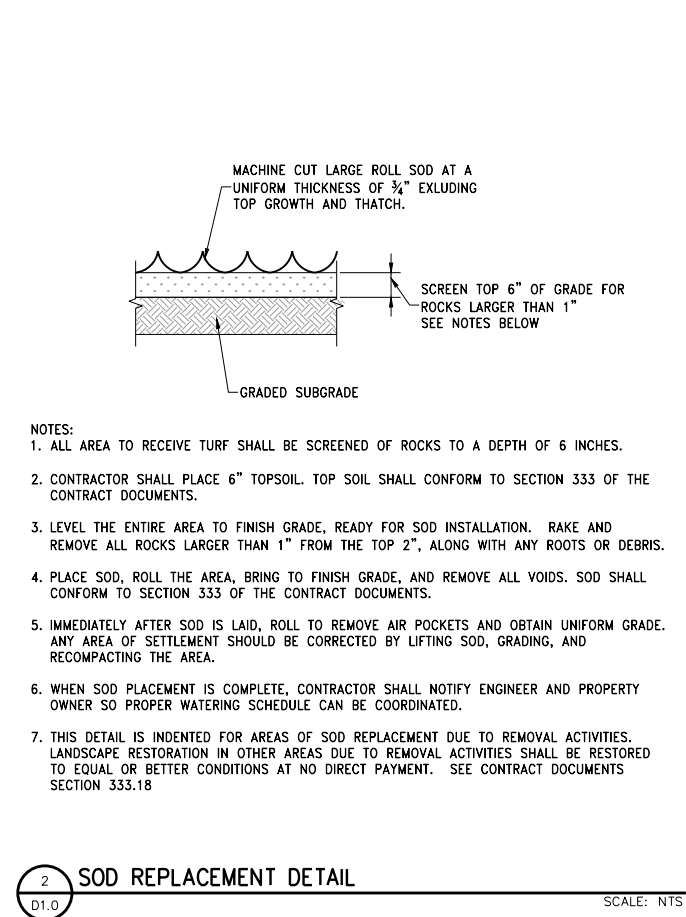 MACHINE CUT LARGE ROLL SOD AT A
UNIFORM THICKNESS OF ¾" EXLUDING
TOP GROWTH AND THATCH.
SCREEN TOP 6" OF GRADE FOR
ROCKS LARGER THAN 1"
SEE NOTES BELOW
GRADED SUBGRADE
NOTES:
1. ALL AREA TO RECEIVE TURF SHALL BE SCREENED OF ROCKS TO A DEPTH OF 6 INCHES.
2. CONTRACTOR SHALL PLACE 6" TOPSOIL. TOP SOIL SHALL CONFORM TO SECTION 333 OF THE
CONTRACT DOCUMENTS.
3. LEVEL THE ENTIRE AREA TO FINISH GRADE, READY FOR SOD INSTALLATION. RAKE AND
REMOVE ALL ROCKS LARGER THAN 1" FROM THE TOP 2", ALONG WITH ANY ROOTS OR DEBRIS.
4. PLACE SOD, ROLL THE AREA, BRING TO FINISH GRADE, AND REMOVE ALL VOIDS. SOD SHALL
CONFORM TO SECTION 333 OF THE CONTRACT DOCUMENTS.
5. IMMEDIATELY AFTER SOD IS LAID, ROLL TO REMOVE AIR POCKETS AND OBTAIN UNIFORM GRADE.
ANY AREA OF SETTLEMENT SHOULD BE CORRECTED BY LIFTING SOD, GRADING, AND
RECOMPACTING THE AREA.
6. WHEN SOD PLACEMENT IS COMPLETE, CONTRACTOR SHALL NOTIFY ENGINEER AND PROPERTY
OWNER SO PROPER WATERING SCHEDULE CAN BE COORDINATED.
7. THIS DETAIL IS INDENTED FOR AREAS OF SOD REPLACEMENT DUE TO REMOVAL ACTIVITIES.
LANDSCAPE RESTORATION IN OTHER AREAS DUE TO REMOVAL ACTIVITIES SHALL BE RESTORED
TO EQUAL OR BETTER CONDITIONS AT NO DIRECT PAYMENT. SEE CONTRACT DOCUMENTS
SECTION 333.18
2
D1.0
SOD REPLACEMENT DETAIL
SCALE: NTS